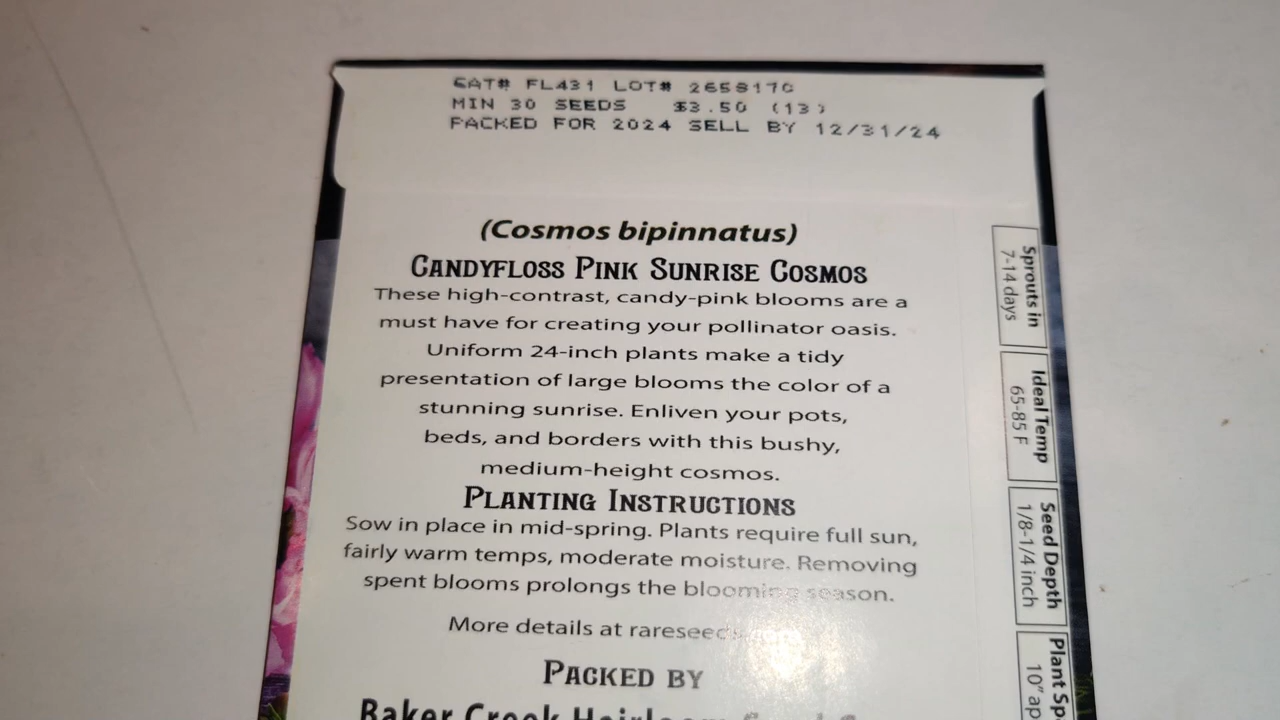 CAT# FL431 LOT# 2658170
MIN 30 SEEDS $3.50 (13)
PACKED FOR 2024 SELL BY 12/31/24
(Cosmos bipinnatus)
CANDYFLOSS PINK SUNRISE COSMOS
These high-contrast, candy-pink blooms are a
must have for creating your pollinator oasis.
Uniform 24-inch plants make a tidy
presentation of large blooms the color of a
stunning sunrise. Enliven your pots,
beds, and borders with this bushy,
medium-height cosmos.
PLANTING INSTRUCTIONS
Sow in place in mid-spring. Plants require full sun,
fairly warm temps, moderate moisture. Removing
spent blooms prolongs the blooming season.
More details at
PACKED BY
Baker Creek Heirloom
Sprouts in
7-14 days
Ideal Temp
65-85 F
Seed Depth
1/8-1/4 inch
Plant
10"